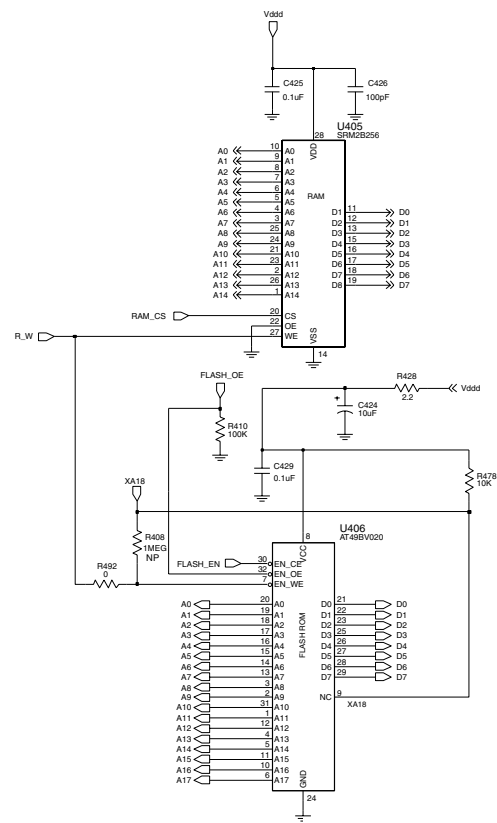 Vddd
C425
0.1uF
C426
100pF
U405
SRM2B256
28
VDD
RAM
A0 10 A0
A1 9 A1
A2 8 A2
A3 7 A3
A4 6 A4
A5 5 A5
A6 4 A6 D1 11 D0
A7 3 A7 D2 12 D1
A8 25 A8 D3 13 D2
A9 24 A9 D4 15 D3
A10 21 A10 D5 16 D4
A11 23 A11 D6 17 D5
A12 2 A12 D7 18 D6
A13 26 A13 D8 19 D7
A14 1 A14
RAM_CS 20 CS
22 OE
R_W 27 WE
VSS
14
FLASH_OE
R410
100K
R428
2.2
Vddd
+
C424
10uF
C429
0.1uF
R478
10K
XA18
R408
1MEG
NP
R492
0
U406
AT49BV020
8
VCC
FLASH_EN 30 EN_CE
32 EN_OE
7 EN_WE
FLASH ROM
A0 20 A0 D0 21 D0
A1 19 A1 D1 22 D1
A2 18 A2 D2 23 D2
A3 17 A3 D3 25 D3
A4 16 A4 D4 26 D4
A5 15 A5 D5 27 D5
A6 14 A6 D6 28 D6
A7 13 A7 D7 29 D7
A8 3 A8
A9 2 A9 NC 9
A10 31 A10 XA18
A11 1 A11
A12 12 A12
A13 4 A13
A14 5 A14
A15 11 A15
A16 10 A16
A17 6 A17
GND
24